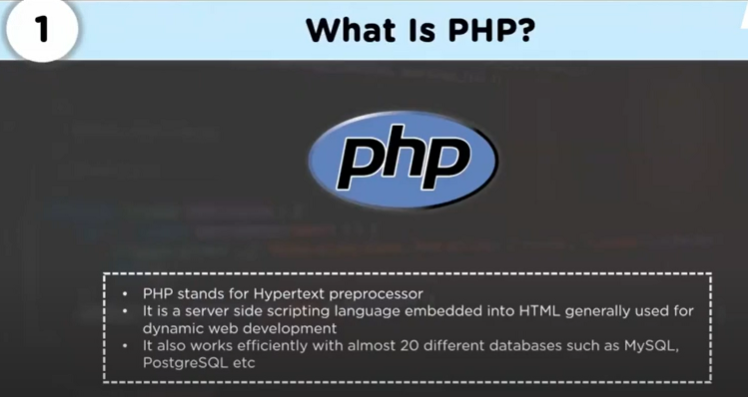 1
What Is PHP?
php
• PHP stands for Hypertext preprocessor
• It is a server side scripting language embedded into HTML generally used for
dynamic web development
• It also works efficiently with almost 20 different databases such as MySQL,
PostgreSQL etc